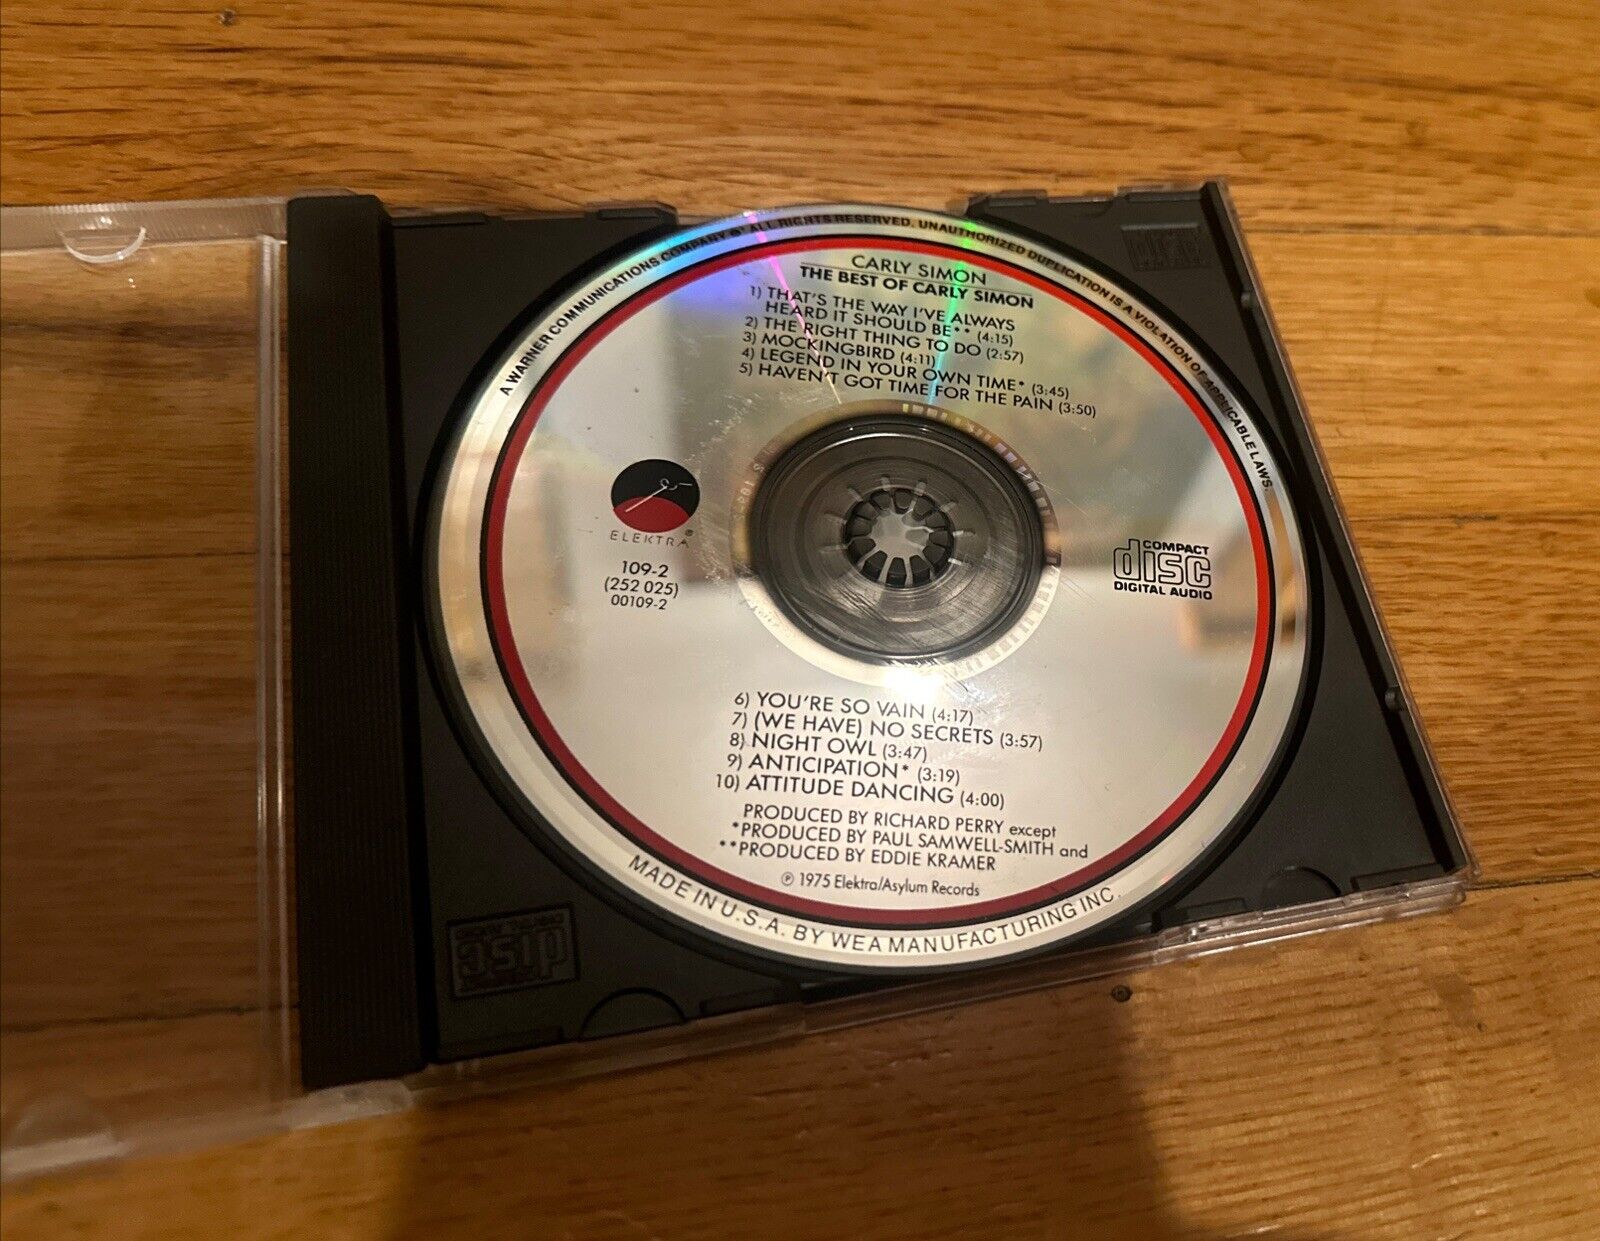 A WARNER COMMUNICATIONS COMPANY ℗ ALL RIGHTS RESERVED. UNAUTHORIZED DUPLICATION IS A VIOLATION OF APPLICABLE LAWS.
CARLY SIMON
THE BEST OF CARLY SIMON
1) THAT'S THE WAY I'VE ALWAYS
HEARD IT SHOULD BE** (4:15)
2) THE RIGHT THING TO DO (2:57)
3) MOCKINGBIRD (4:11)
4) LEGEND IN YOUR OWN TIME* (3:45)
5) HAVEN'T GOT TIME FOR THE PAIN (3:50)
ELEKTRA®
109-2
(252 025)
00109-2
COMPACT
disc
DIGITAL AUDIO
6) YOU'RE SO VAIN (4:17)
7) (WE HAVE) NO SECRETS (3:57)
8) NIGHT OWL (3:47)
9) ANTICIPATION* (3:19)
10) ATTITUDE DANCING (4:00)
PRODUCED BY RICHARD PERRY except
*PRODUCED BY PAUL SAMWELL-SMITH and
**PRODUCED BY EDDIE KRAMER
℗ 1975 Elektra/Asylum Records
MADE IN U.S.A. BY WEA MANUFACTURING INC.
disc
disc